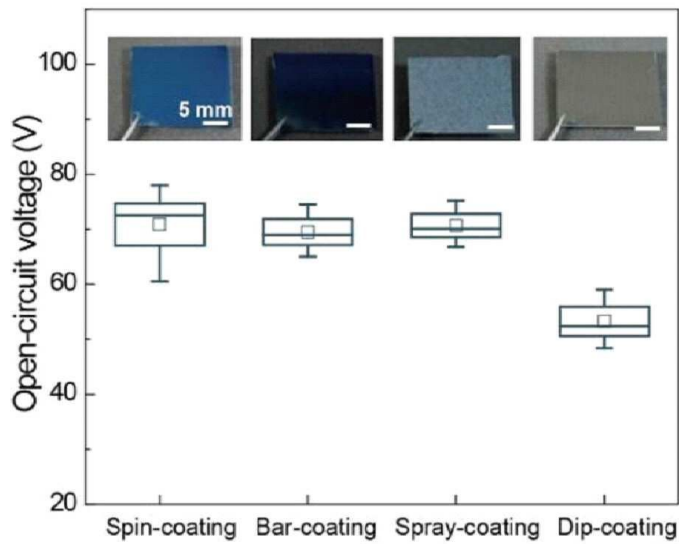 100
80
60
40
20
Open-circuit voltage (V)
5 mm
Spin-coating Bar-coating Spray-coating Dip-coating